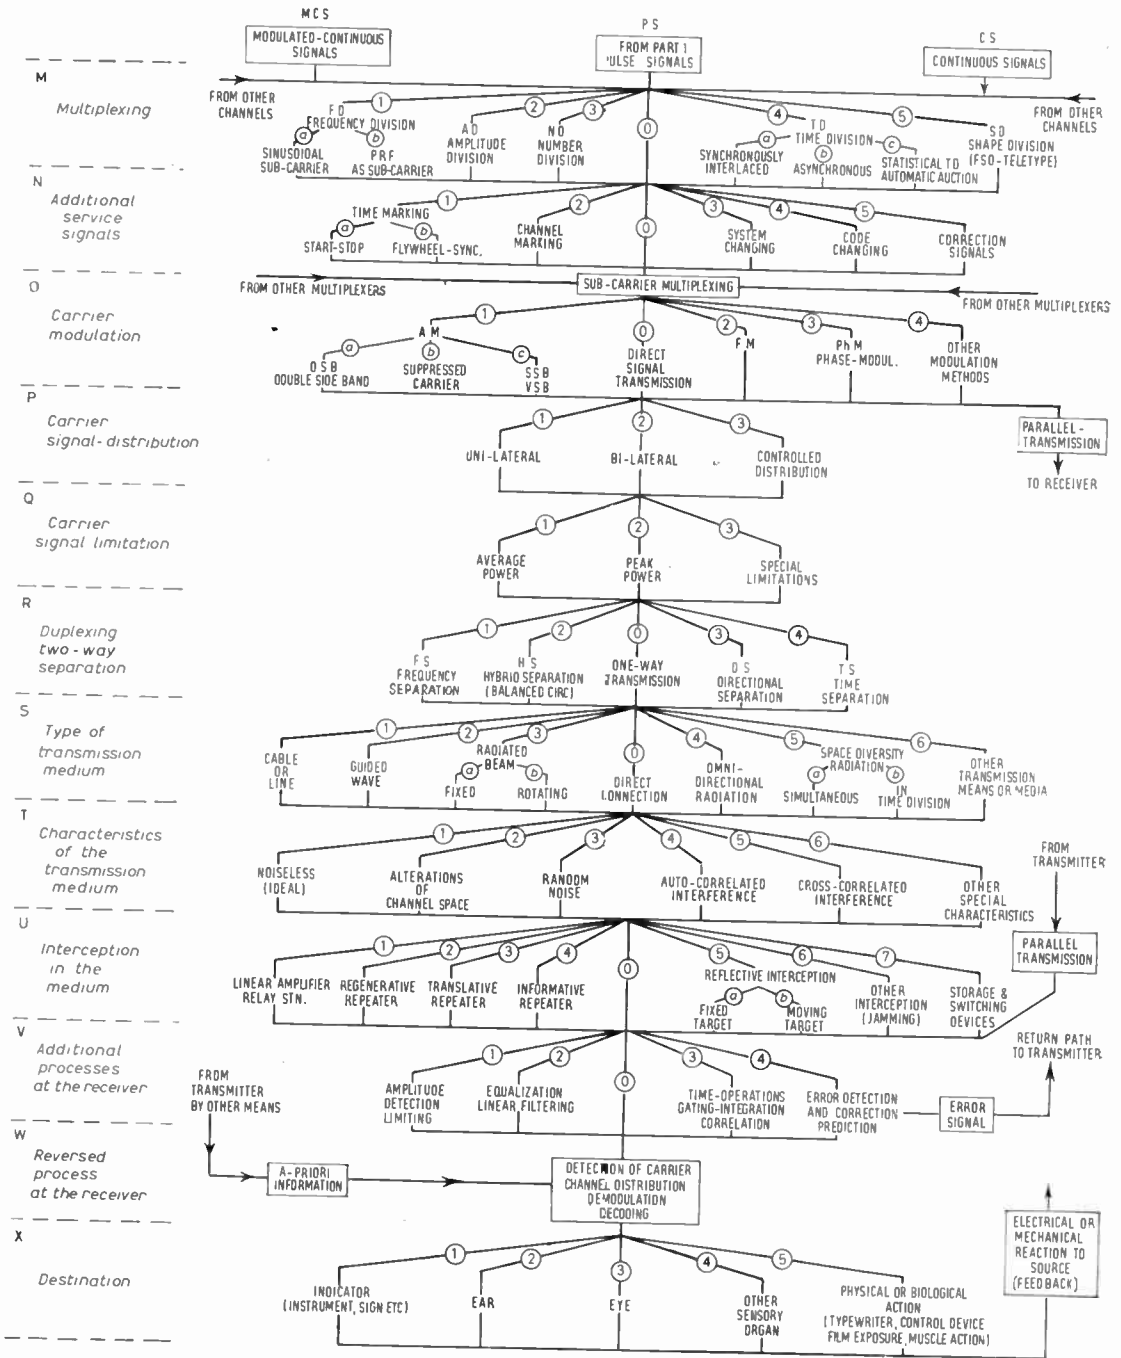 MCS
MODULATED-CONTINUOUS
SIGNALS
PS
FROM PART 1
ULSE SIGNALS
CS
CONTINUOUS SIGNALS
M
Multiplexing
FROM OTHER
CHANNELS
FROM OTHER
CHANNELS
1
FD
FREQUENCY DIVISION
a
SINUSOIDAL
SUB-CARRIER
b
PRF
AS SUB-CARRIER
2
AD
AMPLITUDE
DIVISION
3
ND
NUMBER
DIVISION
0
4
TD
TIME DIVISION
a
SYNCHRONOUSLY
INTERLACED
b
ASYNCHRONOUS
c
STATISTICAL TD
AUTOMATIC AUCTION
5
SD
SHAPE DIVISION
(FSO-TELETYPE)
N
Additional
service
signals
1
TIME MARKING
a
START-STOP
b
FLYWHEEL-SYNC.
2
CHANNEL
MARKING
0
3
SYSTEM
CHANGING
4
CODE
CHANGING
5
CORRECTION
SIGNALS
SUB-CARRIER MULTIPLEXING
FROM OTHER MULTIPLEXERS
FROM OTHER MULTIPLEXERS
O
Carrier
modulation
1
AM
a
DSB
DOUBLE SIDE BAND
b
SUPPRESSED
CARRIER
c
SSB
VSB
0
DIRECT
SIGNAL
TRANSMISSION
2
FM
3
PhM
PHASE-MODUL.
4
OTHER
MODULATION
METHODS
P
Carrier
signal-distribution
1
UNI-LATERAL
2
BI-LATERAL
3
CONTROLLED
DISTRIBUTION
PARALLEL-
TRANSMISSION
TO RECEIVER
Q
Carrier
signal limitation
1
AVERAGE
POWER
2
PEAK
POWER
3
SPECIAL
LIMITATIONS
R
Duplexing
two-way
separation
1
FS
FREQUENCY
SEPARATION
2
HS
HYBRID SEPARATION
(BALANCED CIRC)
0
ONE-WAY
TRANSMISSION
3
DS
DIRECTIONAL
SEPARATION
4
TS
TIME
SEPARATION
S
Type of
transmission
medium
1
CABLE
OR
LINE
2
GUIDED
WAVE
3
RADIATED
BEAM
a
FIXED
b
ROTATING
0
DIRECT
CONNECTION
4
OMNI-
DIRECTIONAL
RADIATION
5
SPACE DIVERSITY
RADIATION
a
SIMULTANEOUS
b
IN
TIME DIVISION
6
OTHER
TRANSMISSION
MEANS OR MEDIA
T
Characteristics
of the
transmission
medium
1
NOISELESS
(IDEAL)
2
ALTERATIONS
OF
CHANNEL SPACE
3
RANDOM
NOISE
4
AUTO-CORRELATED
INTERFERENCE
5
CROSS-CORRELATED
INTERFERENCE
6
OTHER
SPECIAL
CHARACTERISTICS
FROM
TRANSMITTER
PARALLEL
TRANSMISSION
U
Interception
in the
medium
1
LINEAR AMPLIFIER
RELAY STN.
2
REGENERATIVE
REPEATER
3
TRANSLATIVE
REPEATER
4
INFORMATIVE
REPEATER
0
5
REFLECTIVE INTERCEPTION
a
FIXED
TARGET
b
MOVING
TARGET
6
OTHER
INTERCEPTION
(JAMMING)
7
STORAGE &
SWITCHING
DEVICES
V
Additional
processes
at the receiver
1
AMPLITUDE
DETECTION
LIMITING
2
EQUALIZATION
LINEAR FILTERING
0
3
TIME-OPERATIONS
GATING-INTEGRATION
CORRELATION
4
ERROR DETECTION
AND CORRECTION
PREDICTION
ERROR
SIGNAL
RETURN PATH
TO TRANSMITTER
FROM
TRANSMITTER
BY OTHER MEANS
W
Reversed
process
at the receiver
A-PRIORI
INFORMATION
DETECTION OF CARRIER
CHANNEL DISTRIBUTION
DEMODULATION
DECODING
X
Destination
1
INDICATOR
(INSTRUMENT, SIGN ETC)
2
EAR
3
EYE
4
OTHER
SENSORY
ORGAN
5
PHYSICAL OR BIOLOGICAL
ACTION
(TYPEWRITER, CONTROL DEVICE
FILM EXPOSURE, MUSCLE ACTION)
ELECTRICAL OR
MECHANICAL
REACTION TO
SOURCE
(FEEDBACK)